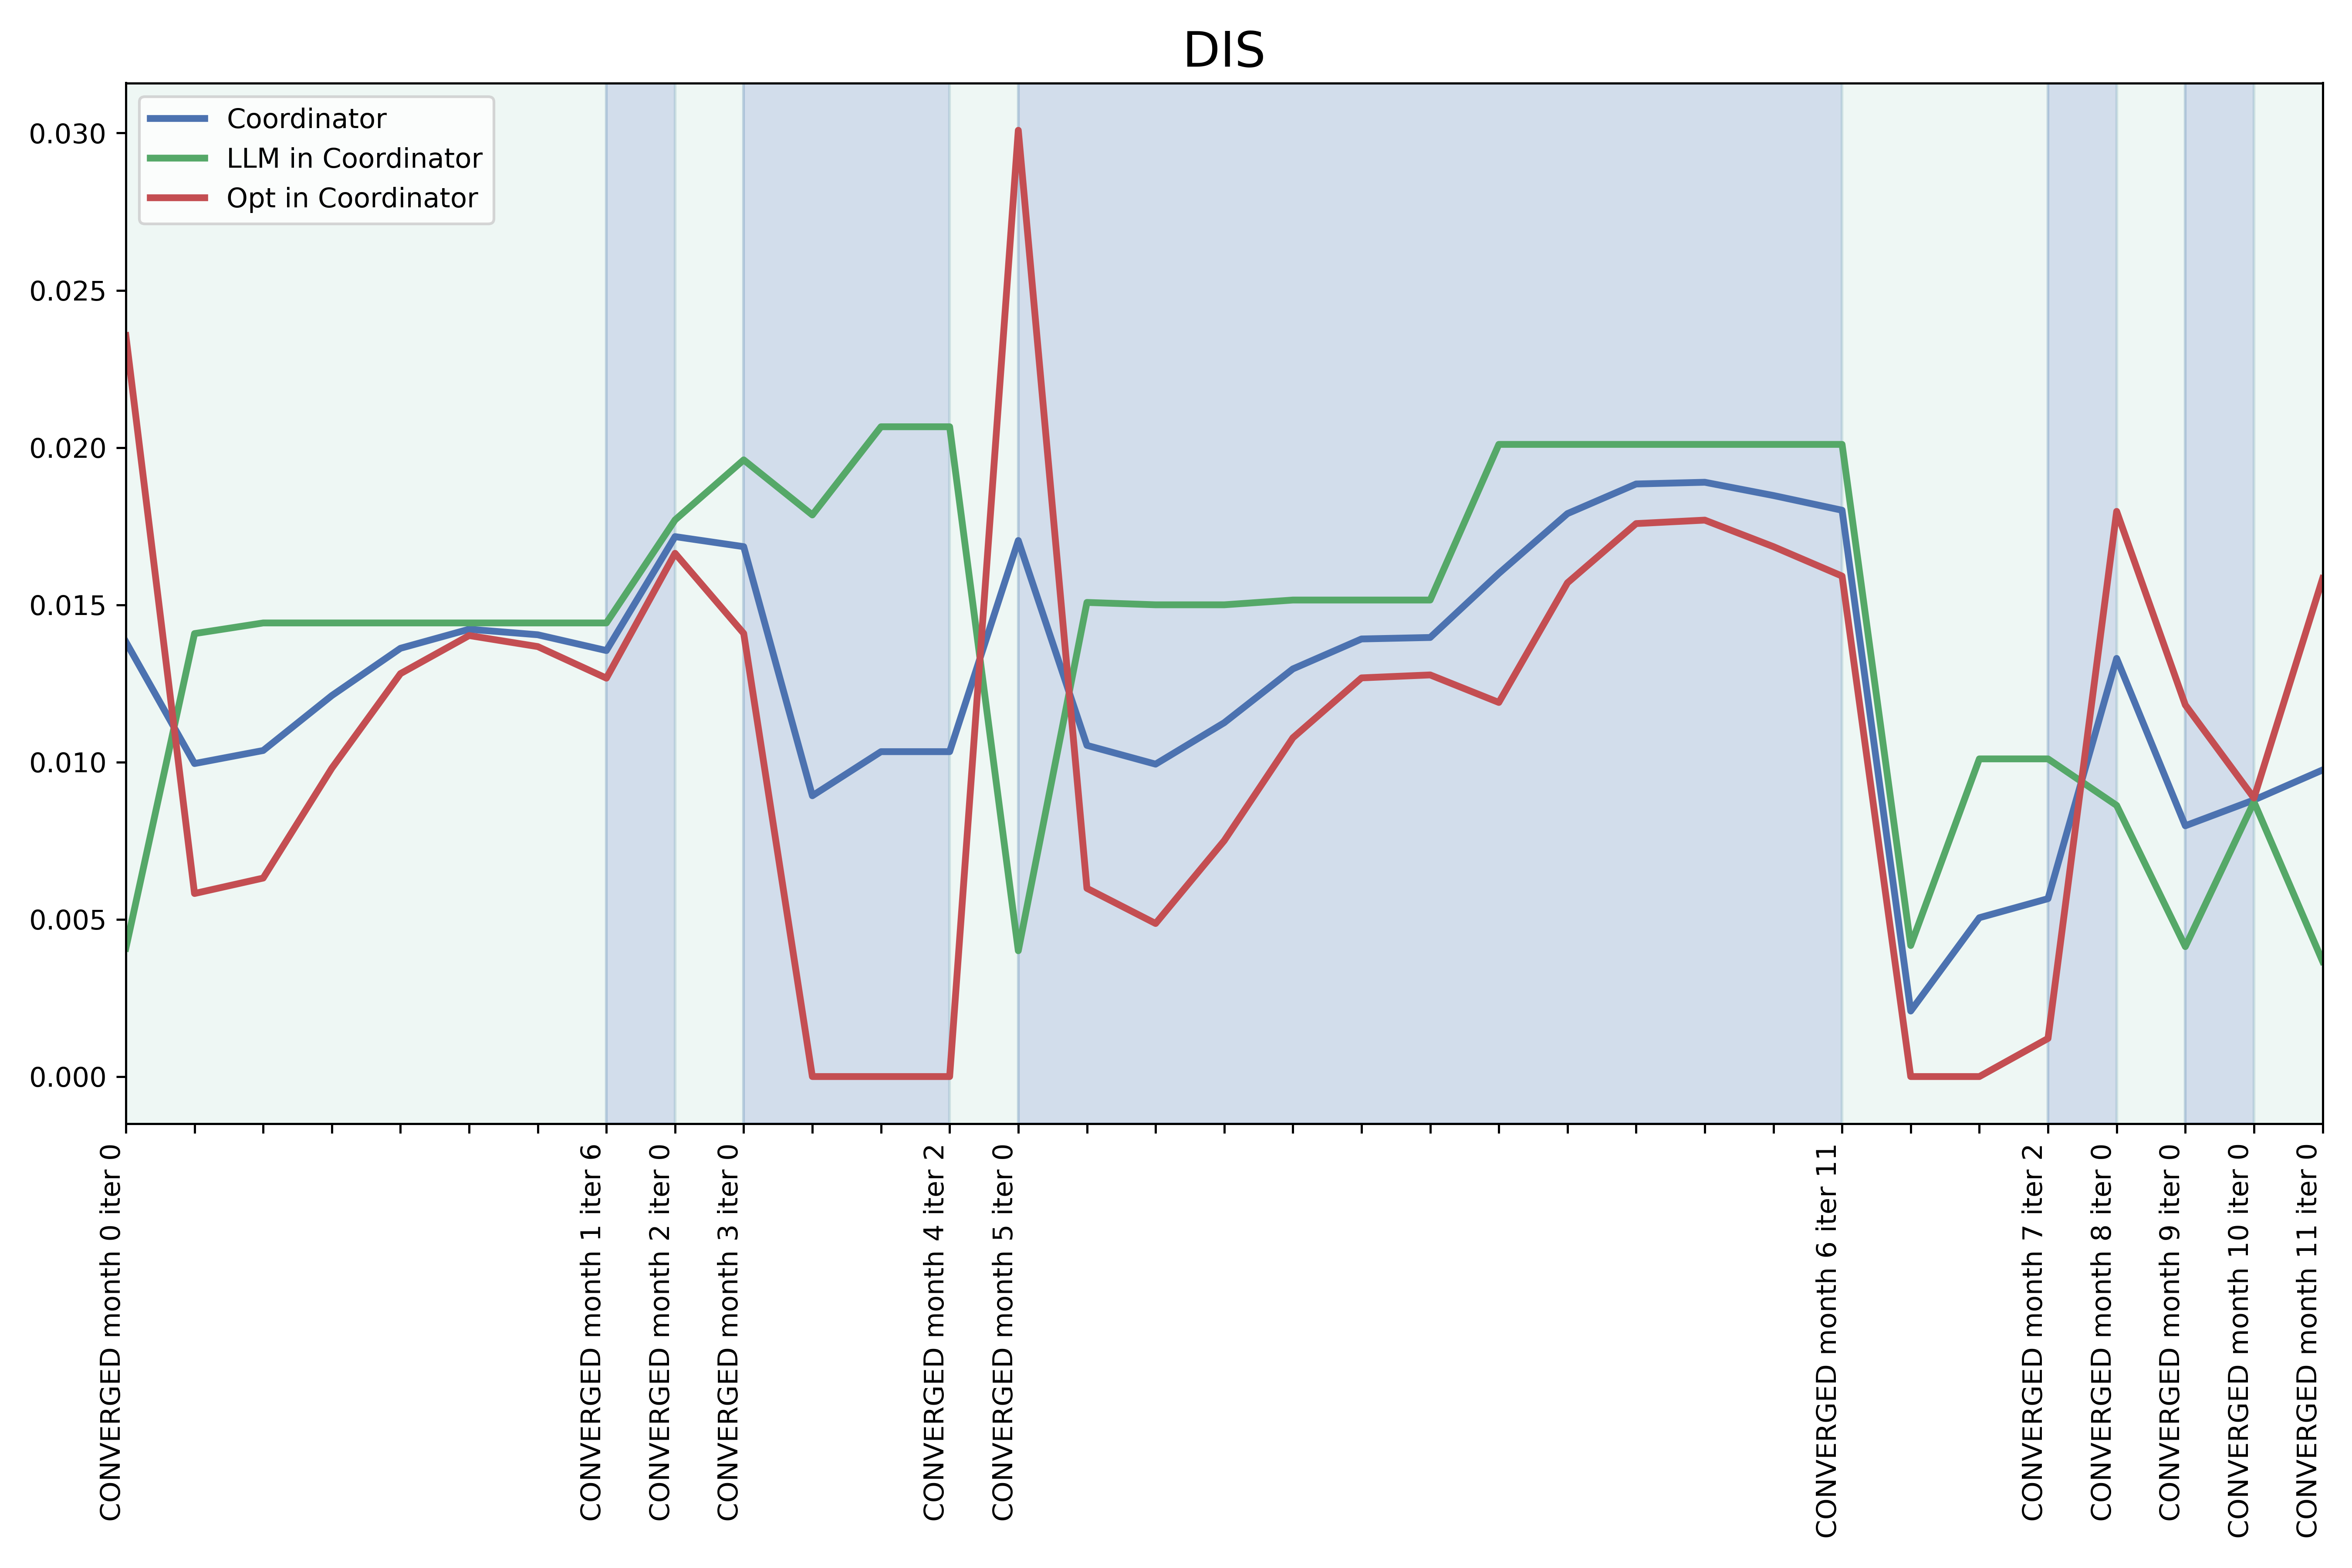 DIS
Coordinator
LLM in Coordinator
Opt in Coordinator
0.030
0.025
0.020
0.015
0.010
0.005
0.000
CONVERGED month 0 iter 0
CONVERGED month 1 iter 6
CONVERGED month 2 iter 0
CONVERGED month 3 iter 0
CONVERGED month 4 iter 2
CONVERGED month 5 iter 0
CONVERGED month 6 iter 11
CONVERGED month 7 iter 2
CONVERGED month 8 iter 0
CONVERGED month 9 iter 0
CONVERGED month 10 iter 0
CONVERGED month 11 iter 0